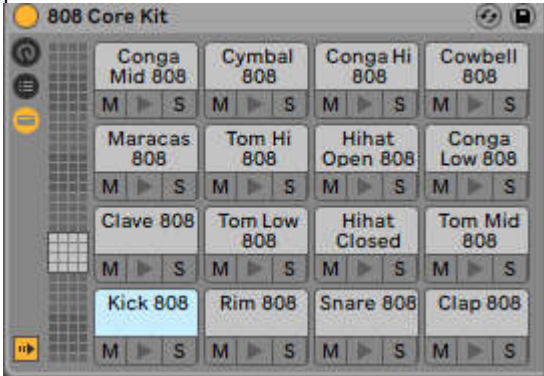 808 Core Kit
Conga Mid 808 Cymbal 808 Conga Hi 808 Cowbell 808
M S M S M S M S
Maracas 808 Tom Hi 808 Hihat Open 808 Conga Low 808
M S M S M S M S
Clave 808 Tom Low 808 Hihat Closed Tom Mid 808
M S M S M S M S
Kick 808 Rim 808 Snare 808 Clap 808
M S M S M S M S